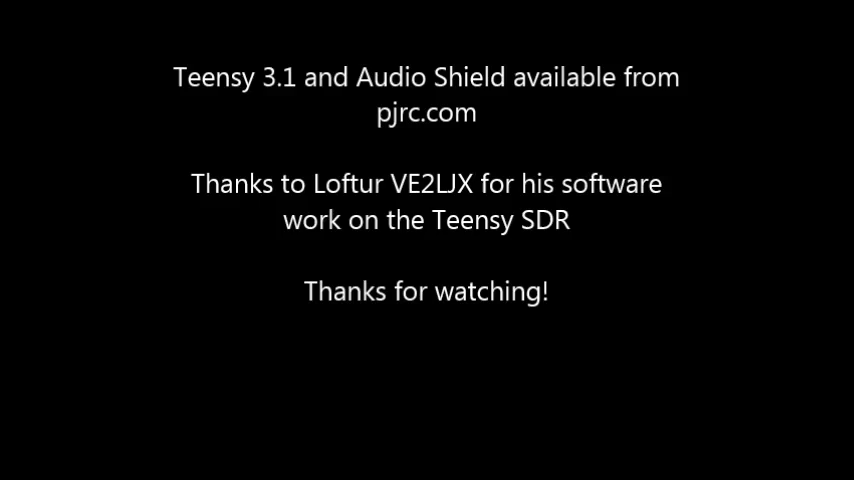 Teensy 3.1 and Audio Shield available from
pjrc.com
Thanks to Loftur VE2LJX for his software
work on the Teensy SDR
Thanks for watching!